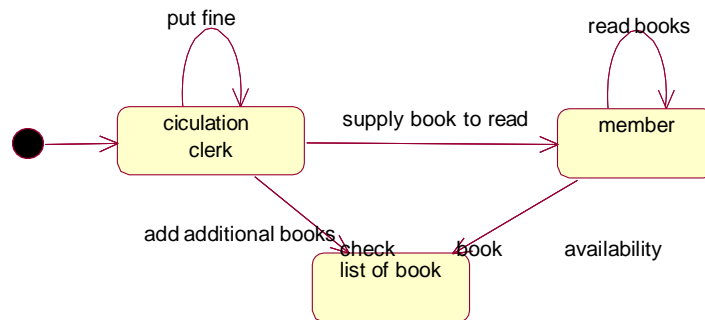 put fine
read books
ciculation
clerk
supply book to read
member
add additional books
check book availability
list of book